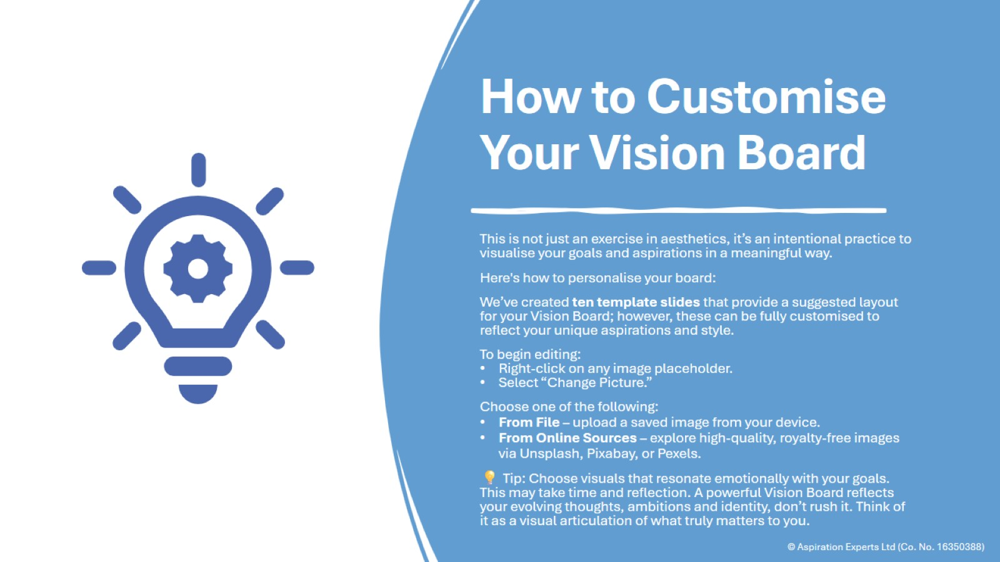 How to Customise
Your Vision Board
This is not just an exercise in aesthetics, it’s an intentional practice to
visualise your goals and aspirations in a meaningful way.
Here's how to personalise your board:
We’ve created ten template slides that provide a suggested layout
for your Vision Board; however, these can be fully customised to
reflect your unique aspirations and style.
To begin editing:
• Right-click on any image placeholder.
• Select “Change Picture.”
Choose one of the following:
• From File – upload a saved image from your device.
• From Online Sources – explore high-quality, royalty-free images
via Unsplash, Pixabay, or Pexels.
💡 Tip: Choose visuals that resonate emotionally with your goals.
This may take time and reflection. A powerful Vision Board reflects
your evolving thoughts, ambitions and identity, don’t rush it. Think of
it as a visual articulation of what truly matters to you.
© Aspiration Experts Ltd (Co. No. 16350388)